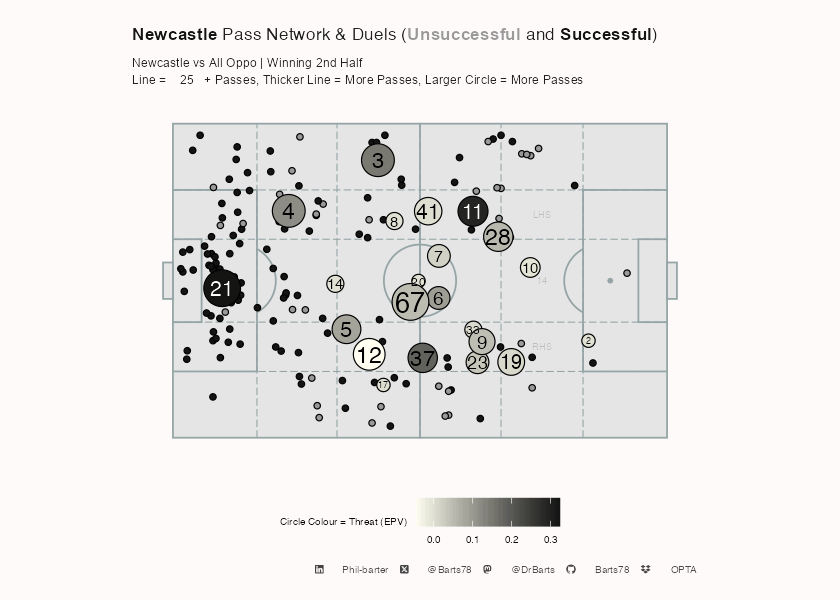 Newcastle Pass Network & Duels (Unsuccessful and Successful)
Newcastle vs All Oppo | Winning 2nd Half
Line = 25 + Passes, Thicker Line = More Passes, Larger Circle = More Passes
3
4
8
41
11
LHS
28
7
10
21
14
20
14
67
6
5
33
9
RHS
2
12
37
23
19
17
Circle Colour = Threat (EPV)
0.0 0.1 0.2 0.3
Phil-barter @Barts78 @DrBarts Barts78 OPTA